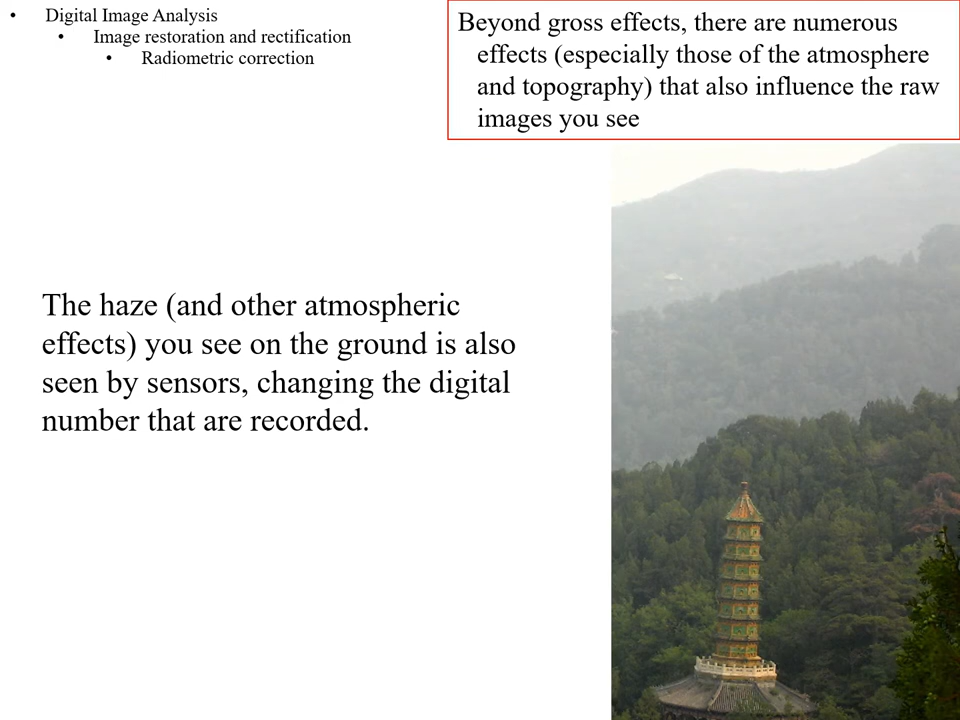 • Digital Image Analysis
• Image restoration and rectification
• Radiometric correction
Beyond gross effects, there are numerous
effects (especially those of the atmosphere
and topography) that also influence the raw
images you see
The haze (and other atmospheric
effects) you see on the ground is also
seen by sensors, changing the digital
number that are recorded.